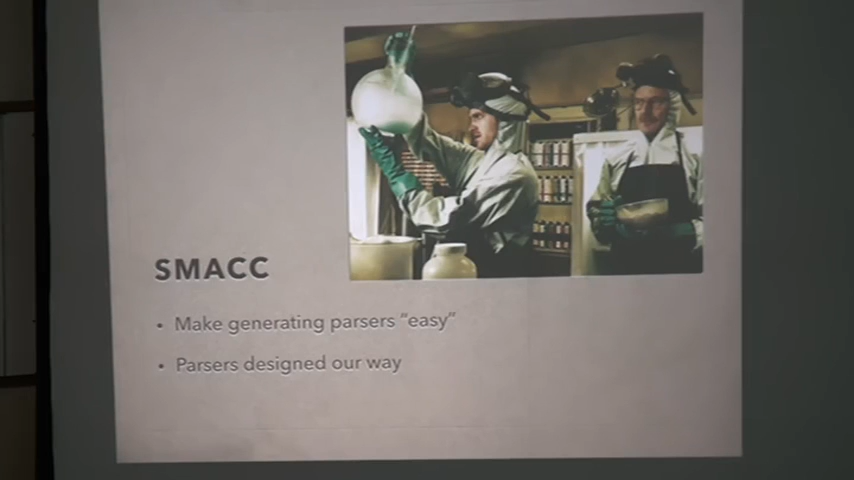 SMACC
• Make generating parsers "easy"
• Parsers designed our way